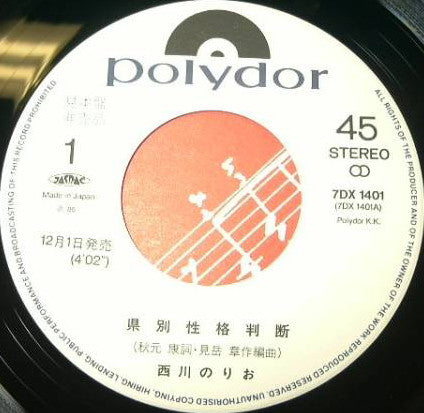 polydor
見本盤
非売品
1
JASRAC
Made in Japan
12月1日発売
(4'02")
45
STEREO
7DX 1401
(7DX 1401A)
Polydor K.K.
県別性格判断
(秋元 康詞・見岳 章作編曲)
西川のりお
ALL RIGHTS OF THE PRODUCER AND OF THE OWNER OF THE WORK REPRODUCED RESERVED. UNAUTHORISED COPYING, HIRING, LENDING, PUBLIC PERFORMANCE AND BROADCASTING OF THIS RECORD PROHIBITED